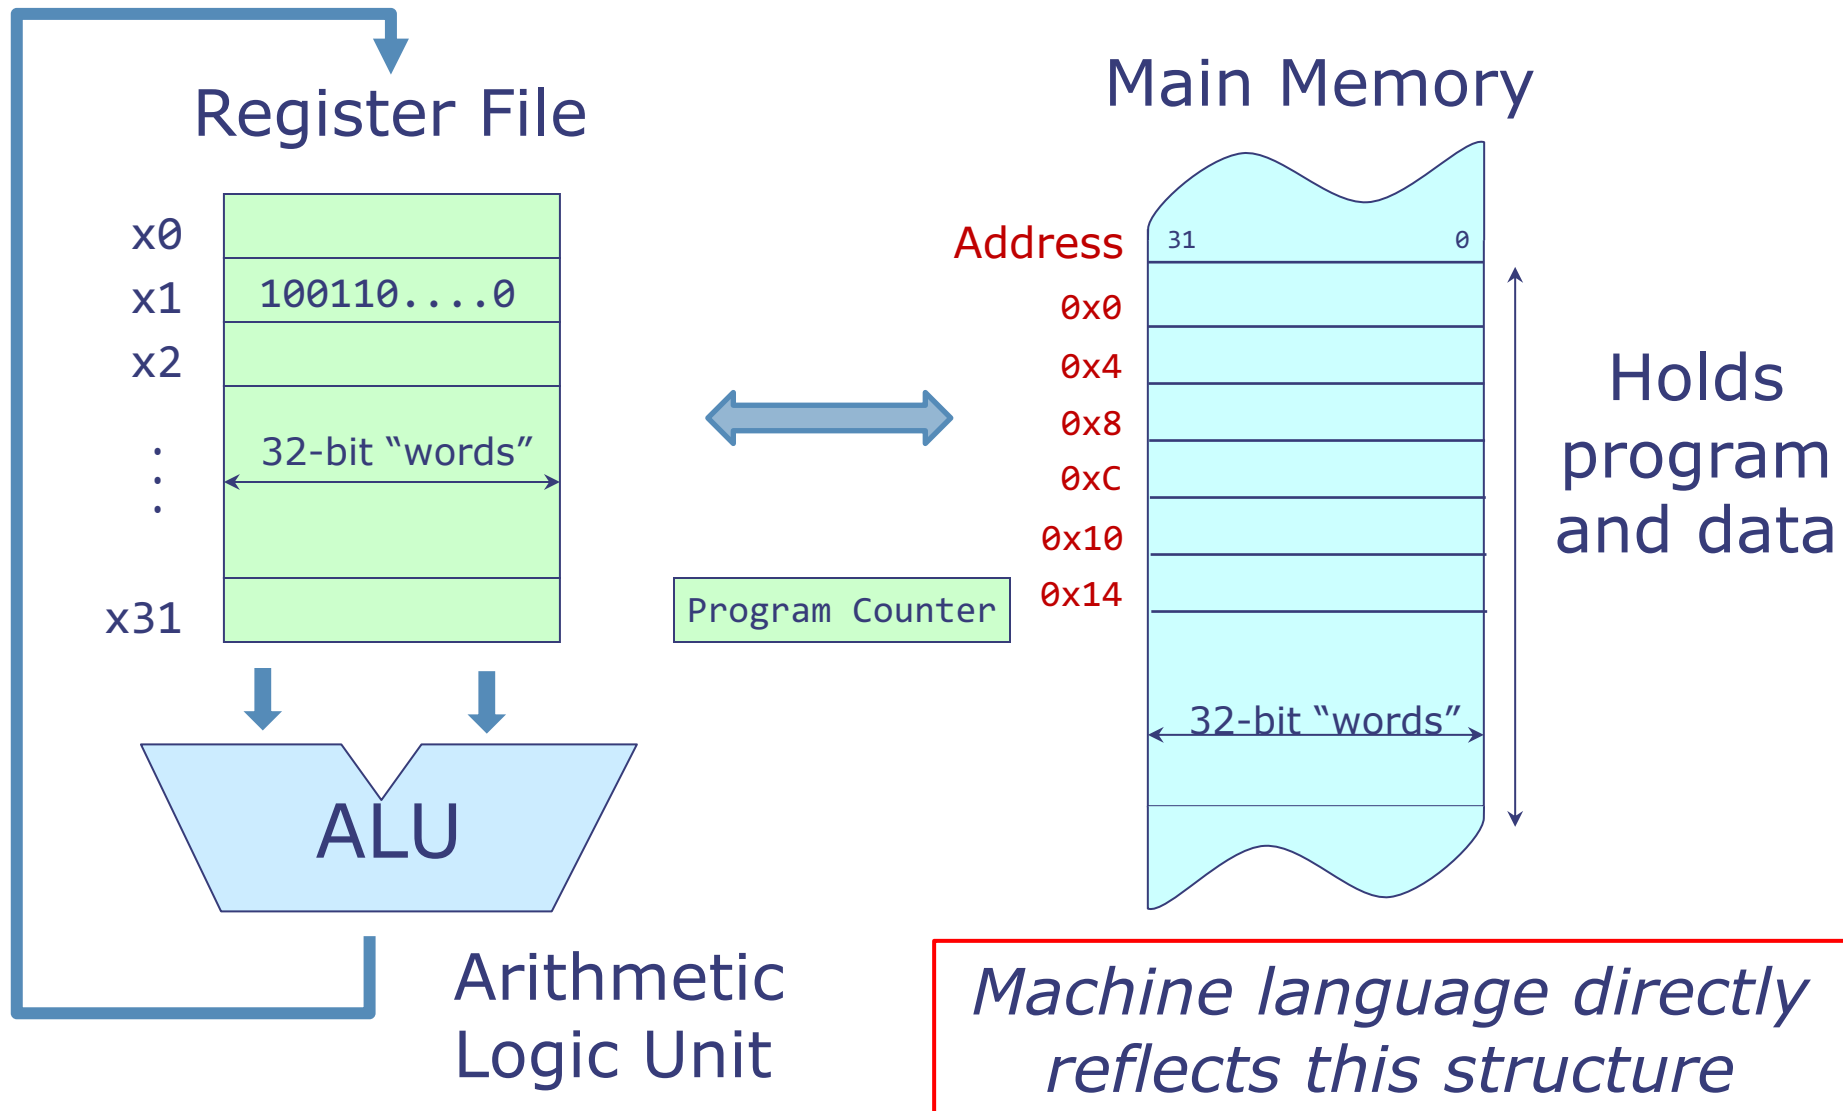 Register File
x0
x1
100110....0
x2
.
.
.
32-bit “words”
x31
ALU
Arithmetic
Logic Unit
Program Counter
Main Memory
Address
31 0
0x0
0x4
0x8
0xC
0x10
0x14
32-bit “words”
Holds
program
and data
Machine language directly
reflects this structure